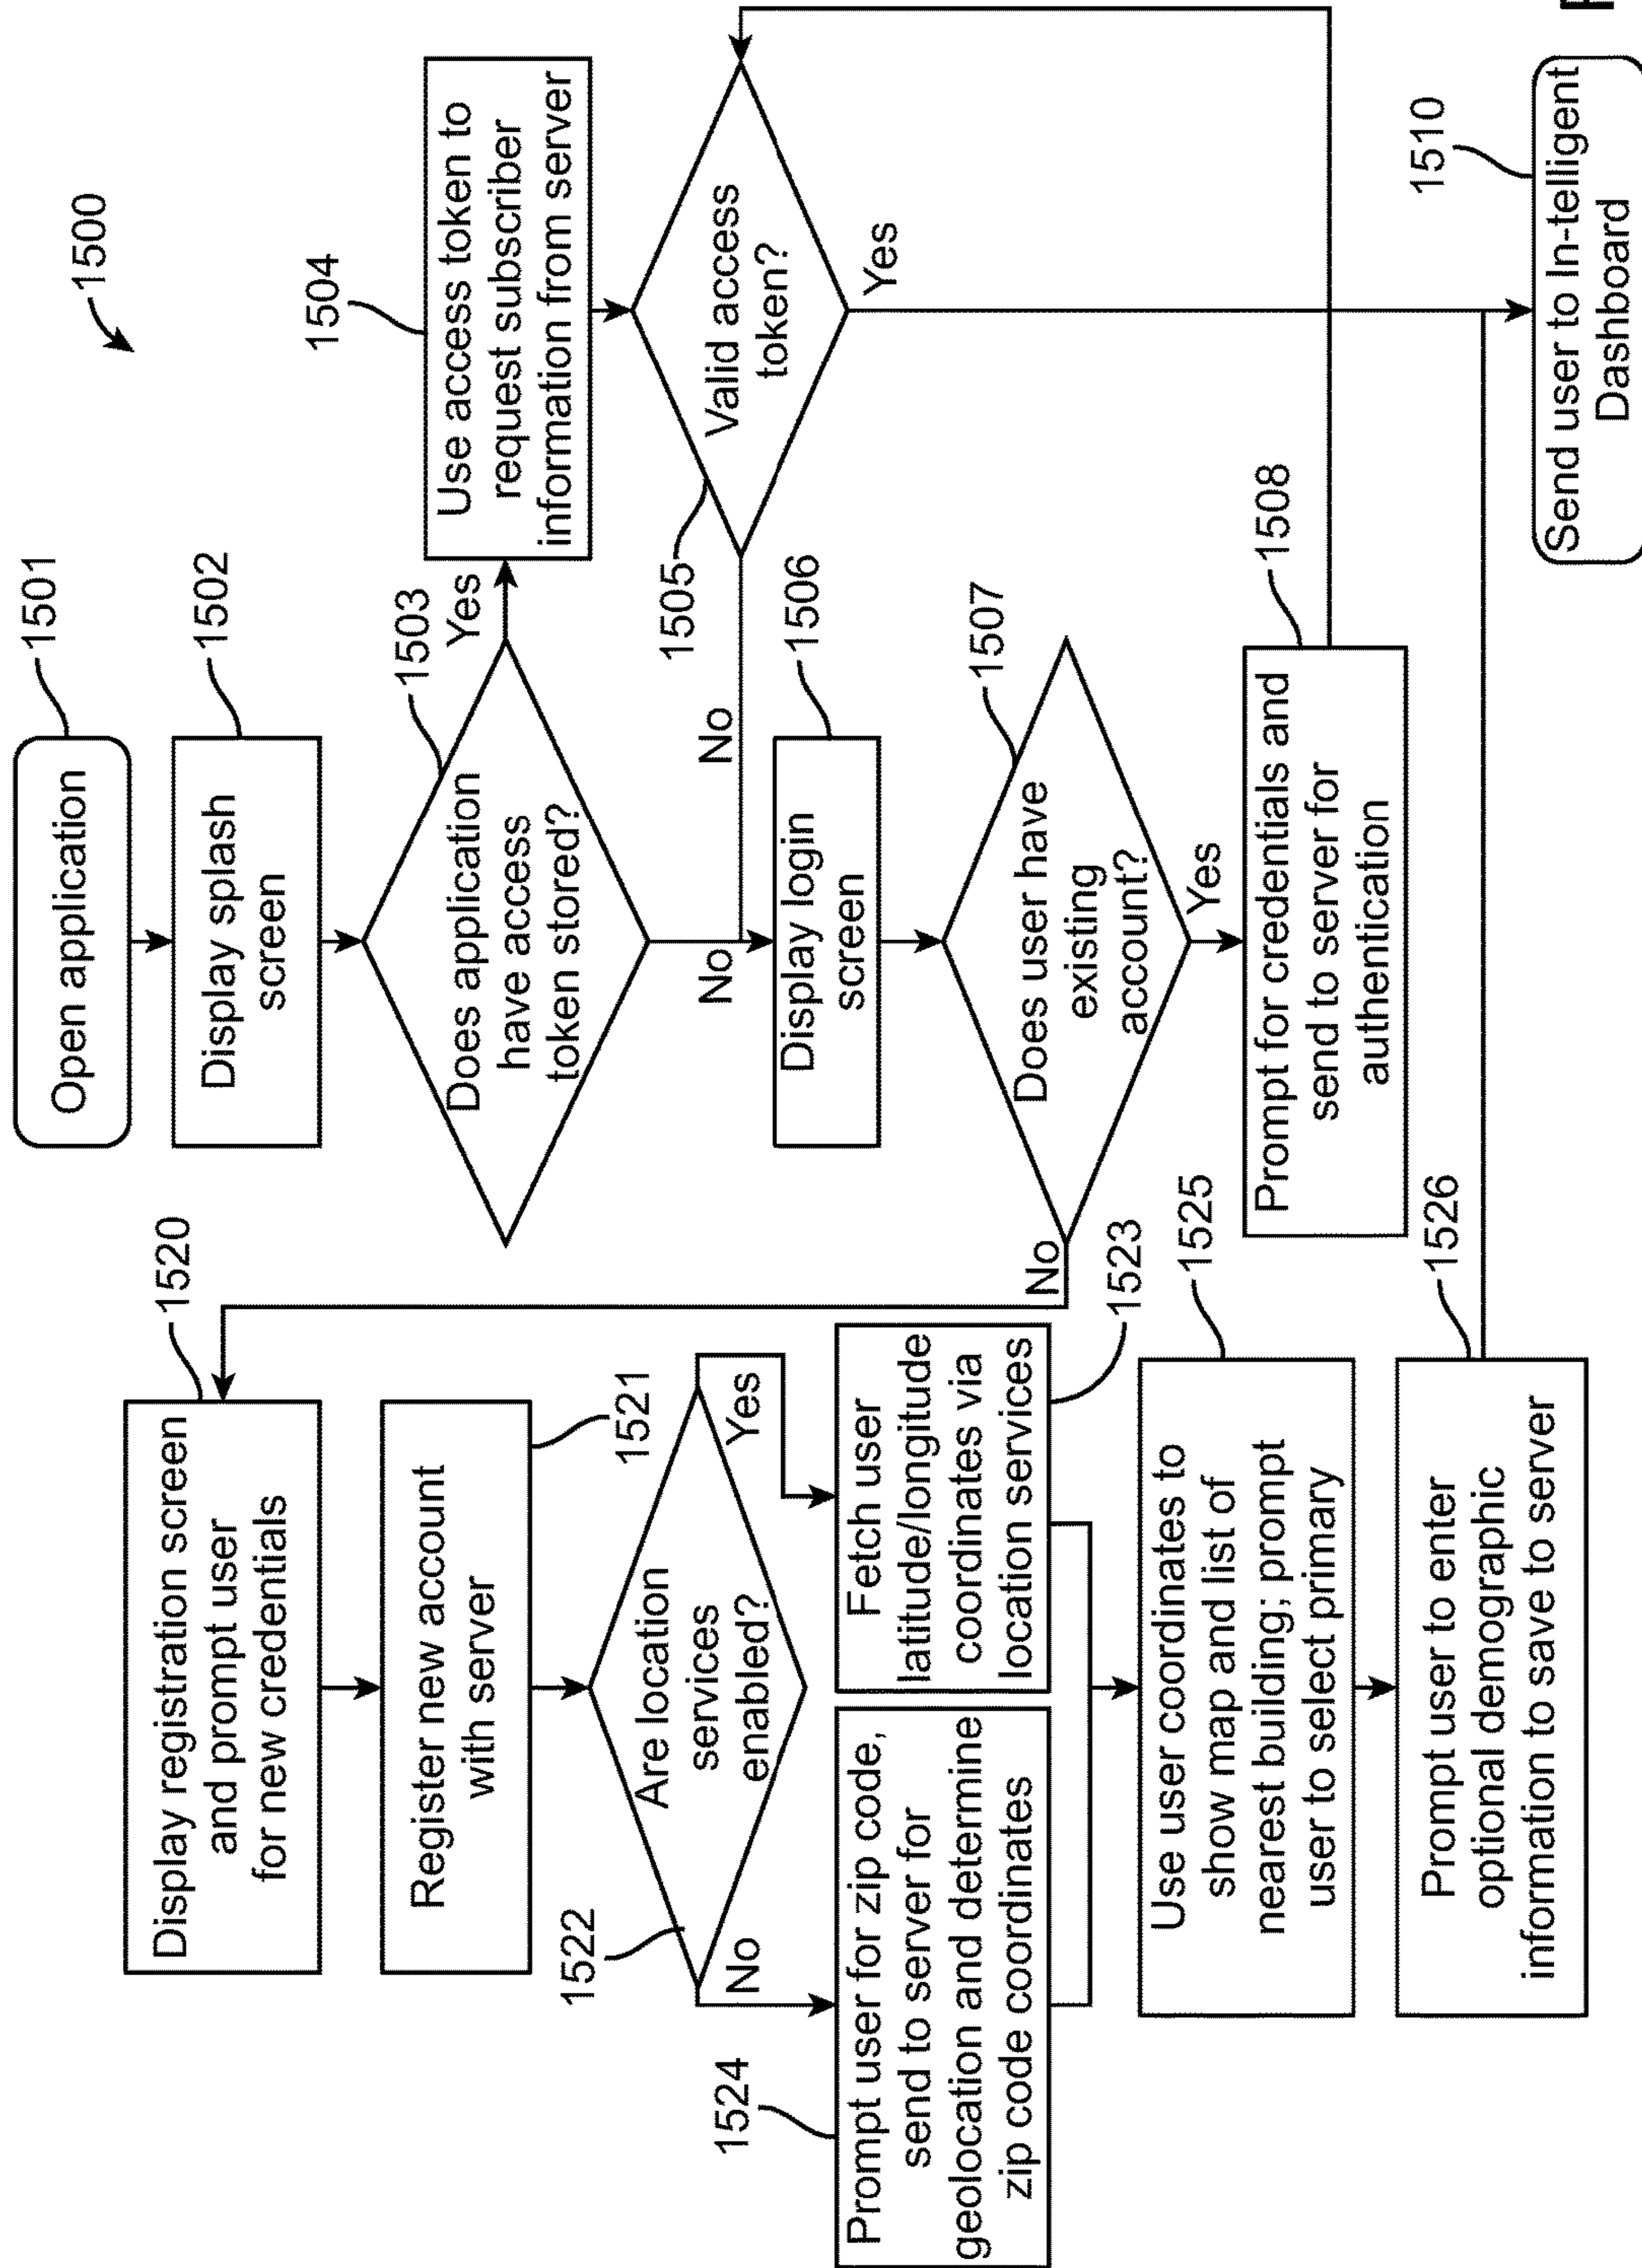 1500
Open application
1501
Display splash
screen
1502
Does application
have access
token stored?
1503
Yes
No
Use access token to
request subscriber
information from server
1504
Valid access
token?
1505
Yes
No
Display login
screen
1506
Does user have
existing
account?
1507
Yes
No
Prompt for credentials and
send to server for
authentication
1508
Send user to In-telligent
Dashboard
1510
Display registration screen
and prompt user
for new credentials
1520
Register new account
with server
1521
Are location
services
enabled?
1522
Yes
No
Fetch user
latitude/longitude
coordinates via
location services
1523
Prompt user for zip code,
send to server for
geolocation and determine
zip code coordinates
1524
Use user coordinates to
show map and list of
nearest building; prompt
user to select primary
1525
Prompt user to enter
optional demographic
information to save to server
1526